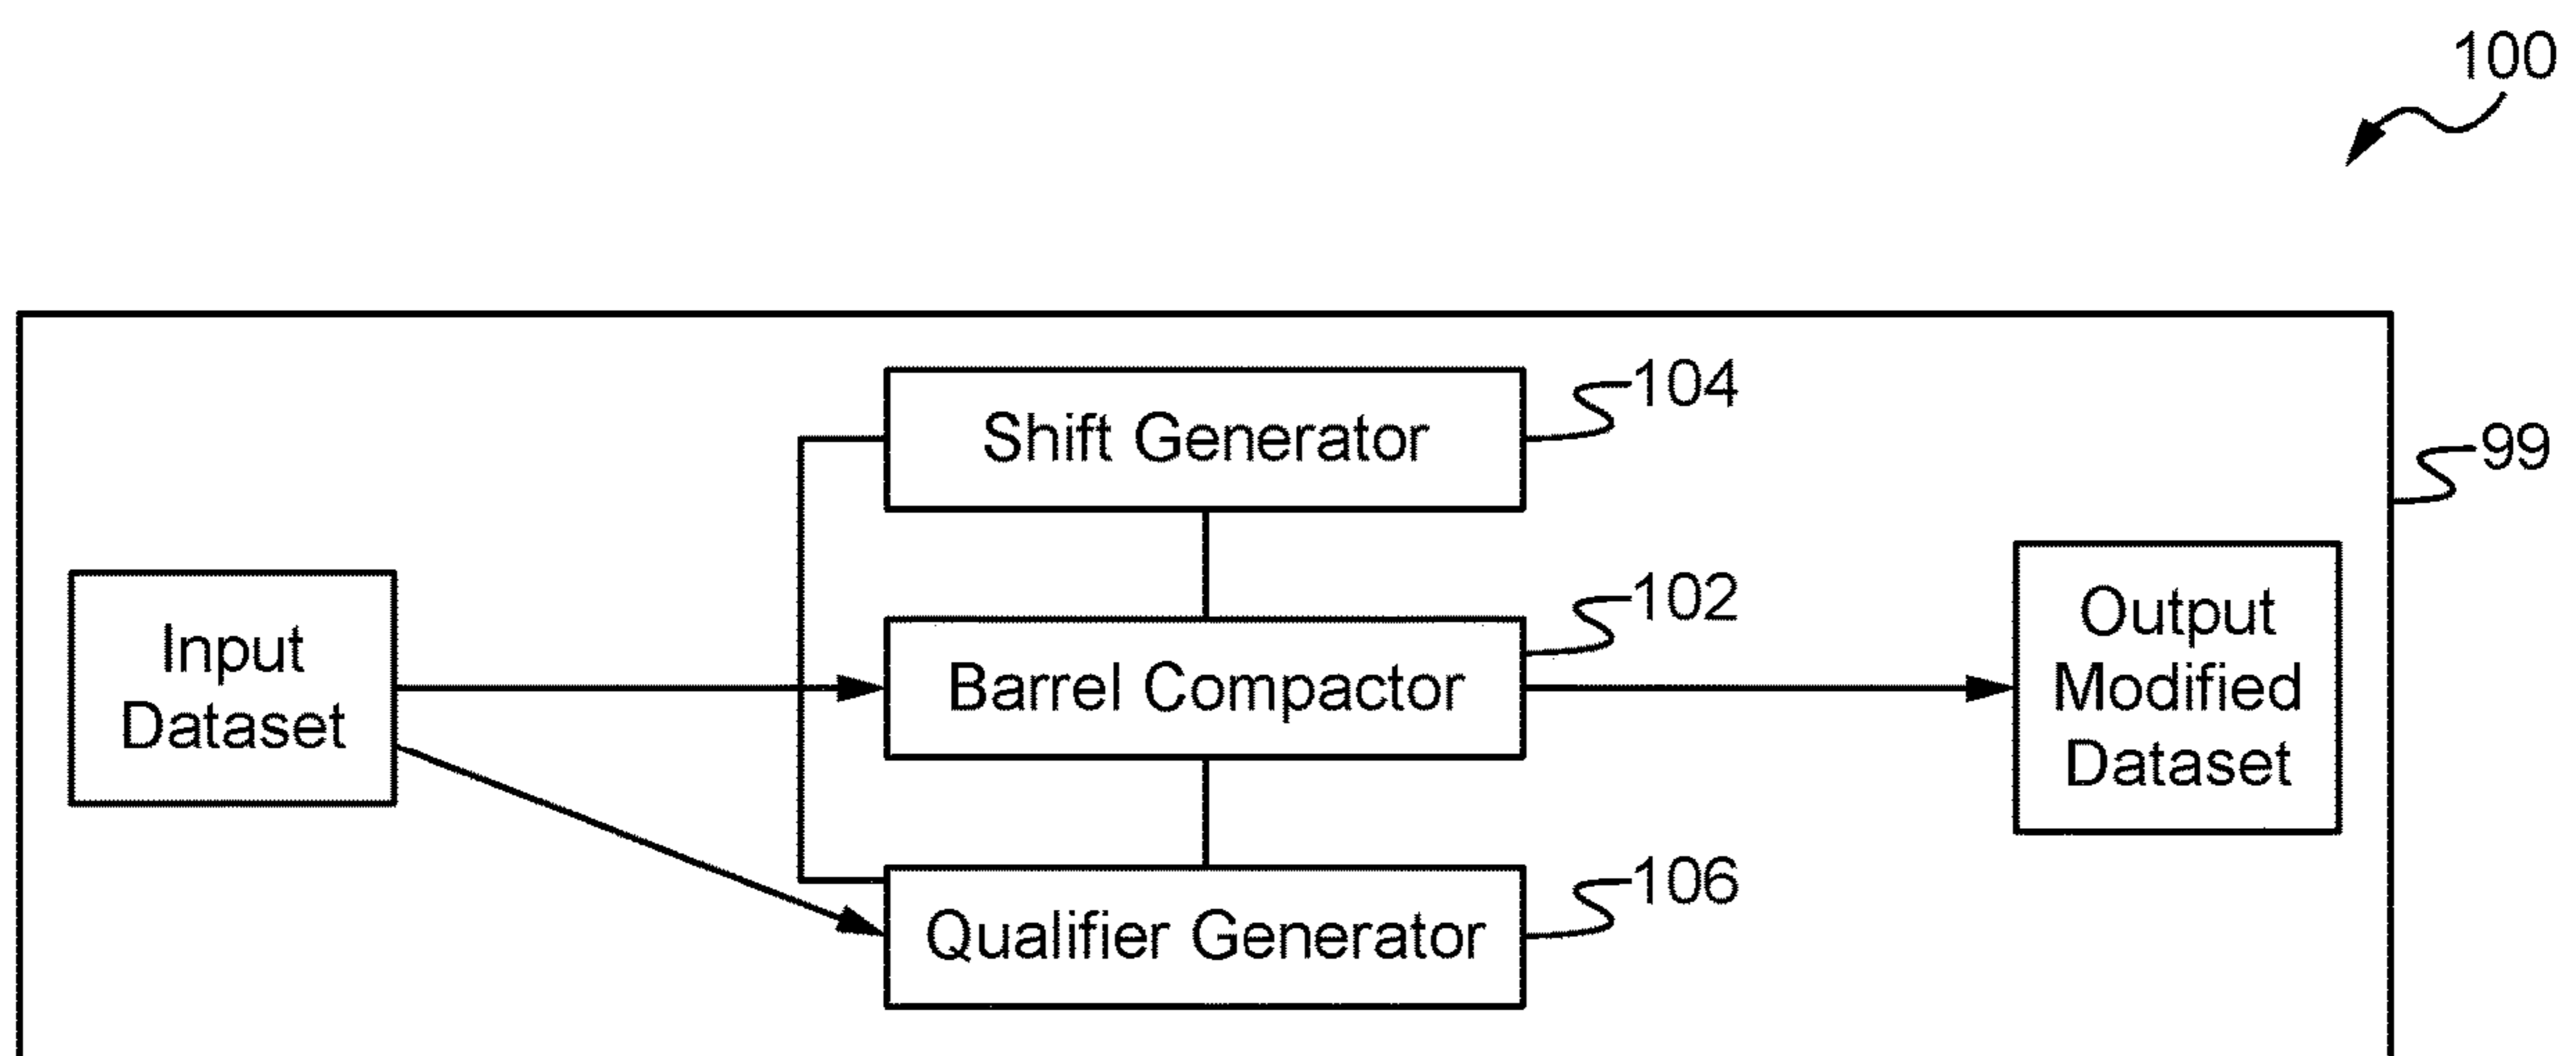 100
Shift Generator
104
99
Input
Dataset
Barrel Compactor
102
Output
Modified
Dataset
Qualifier Generator
106